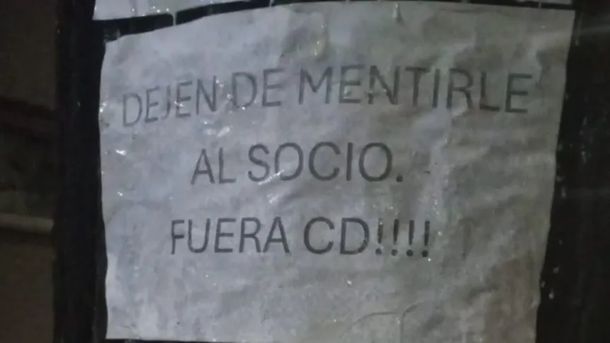 DEJEN DE MENTIRLE
AL SOCIO.
FUERA CD!!!!